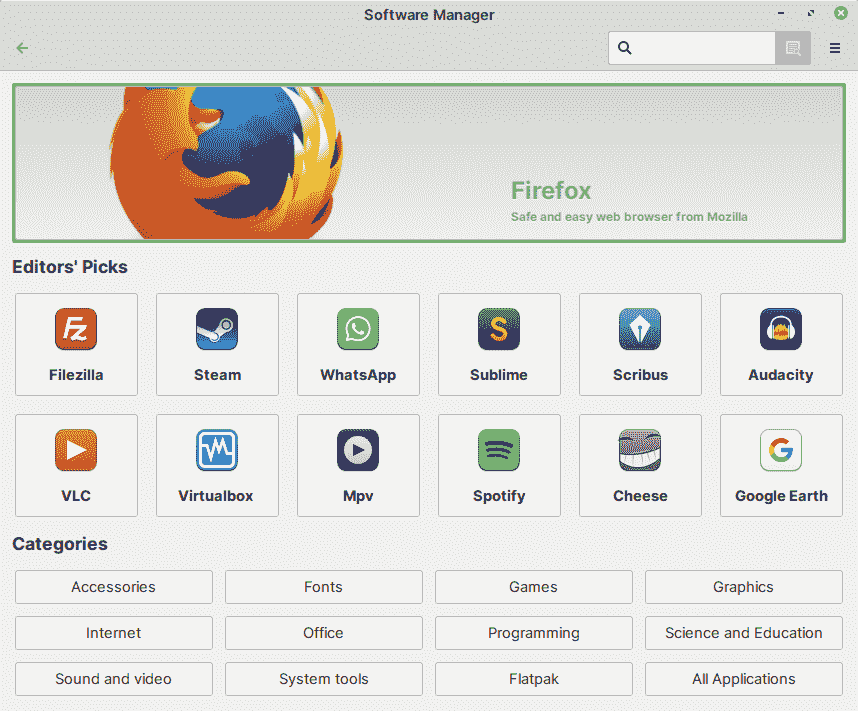 Software Manager
Firefox
Safe and easy web browser from Mozilla
Editors' Picks
Filezilla
Steam
WhatsApp
Sublime
Scribus
Audacity
VLC
Virtualbox
Mpv
Spotify
Cheese
Google Earth
Categories
Accessories
Fonts
Games
Graphics
Internet
Office
Programming
Science and Education
Sound and video
System tools
Flatpak
All Applications